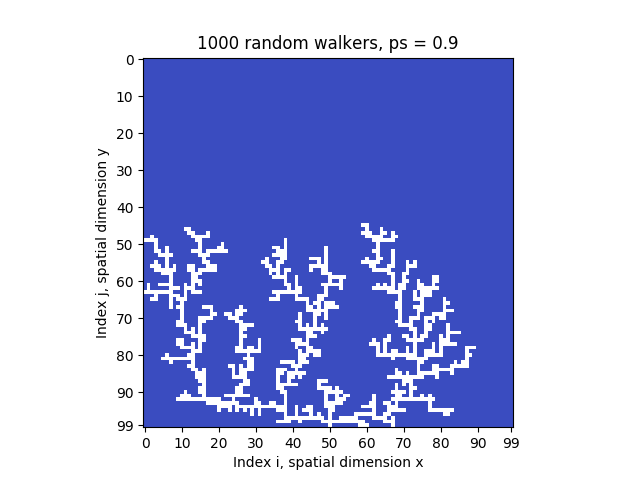 1000 random walkers, ps = 0.9
0
10
20
30
40
50
60
70
80
90
99
Index j, spatial dimension y
0 10 20 30 40 50 60 70 80 90 99
Index i, spatial dimension x